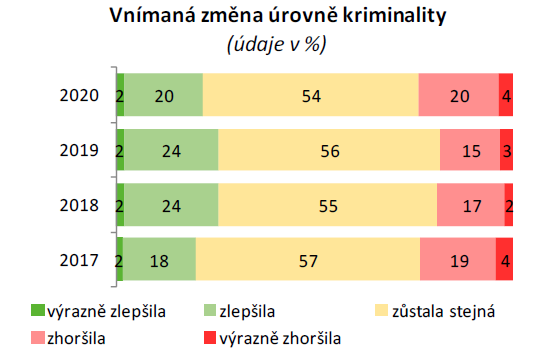 Vnímaná změna úrovně kriminality
(údaje v %)
2020 2 20 54 20 4
2019 2 24 56 15 3
2018 2 24 55 17 2
2017 2 18 57 19 4
výrazně zlepšila zlepšila zůstala stejná
zhoršila výrazně zhoršila